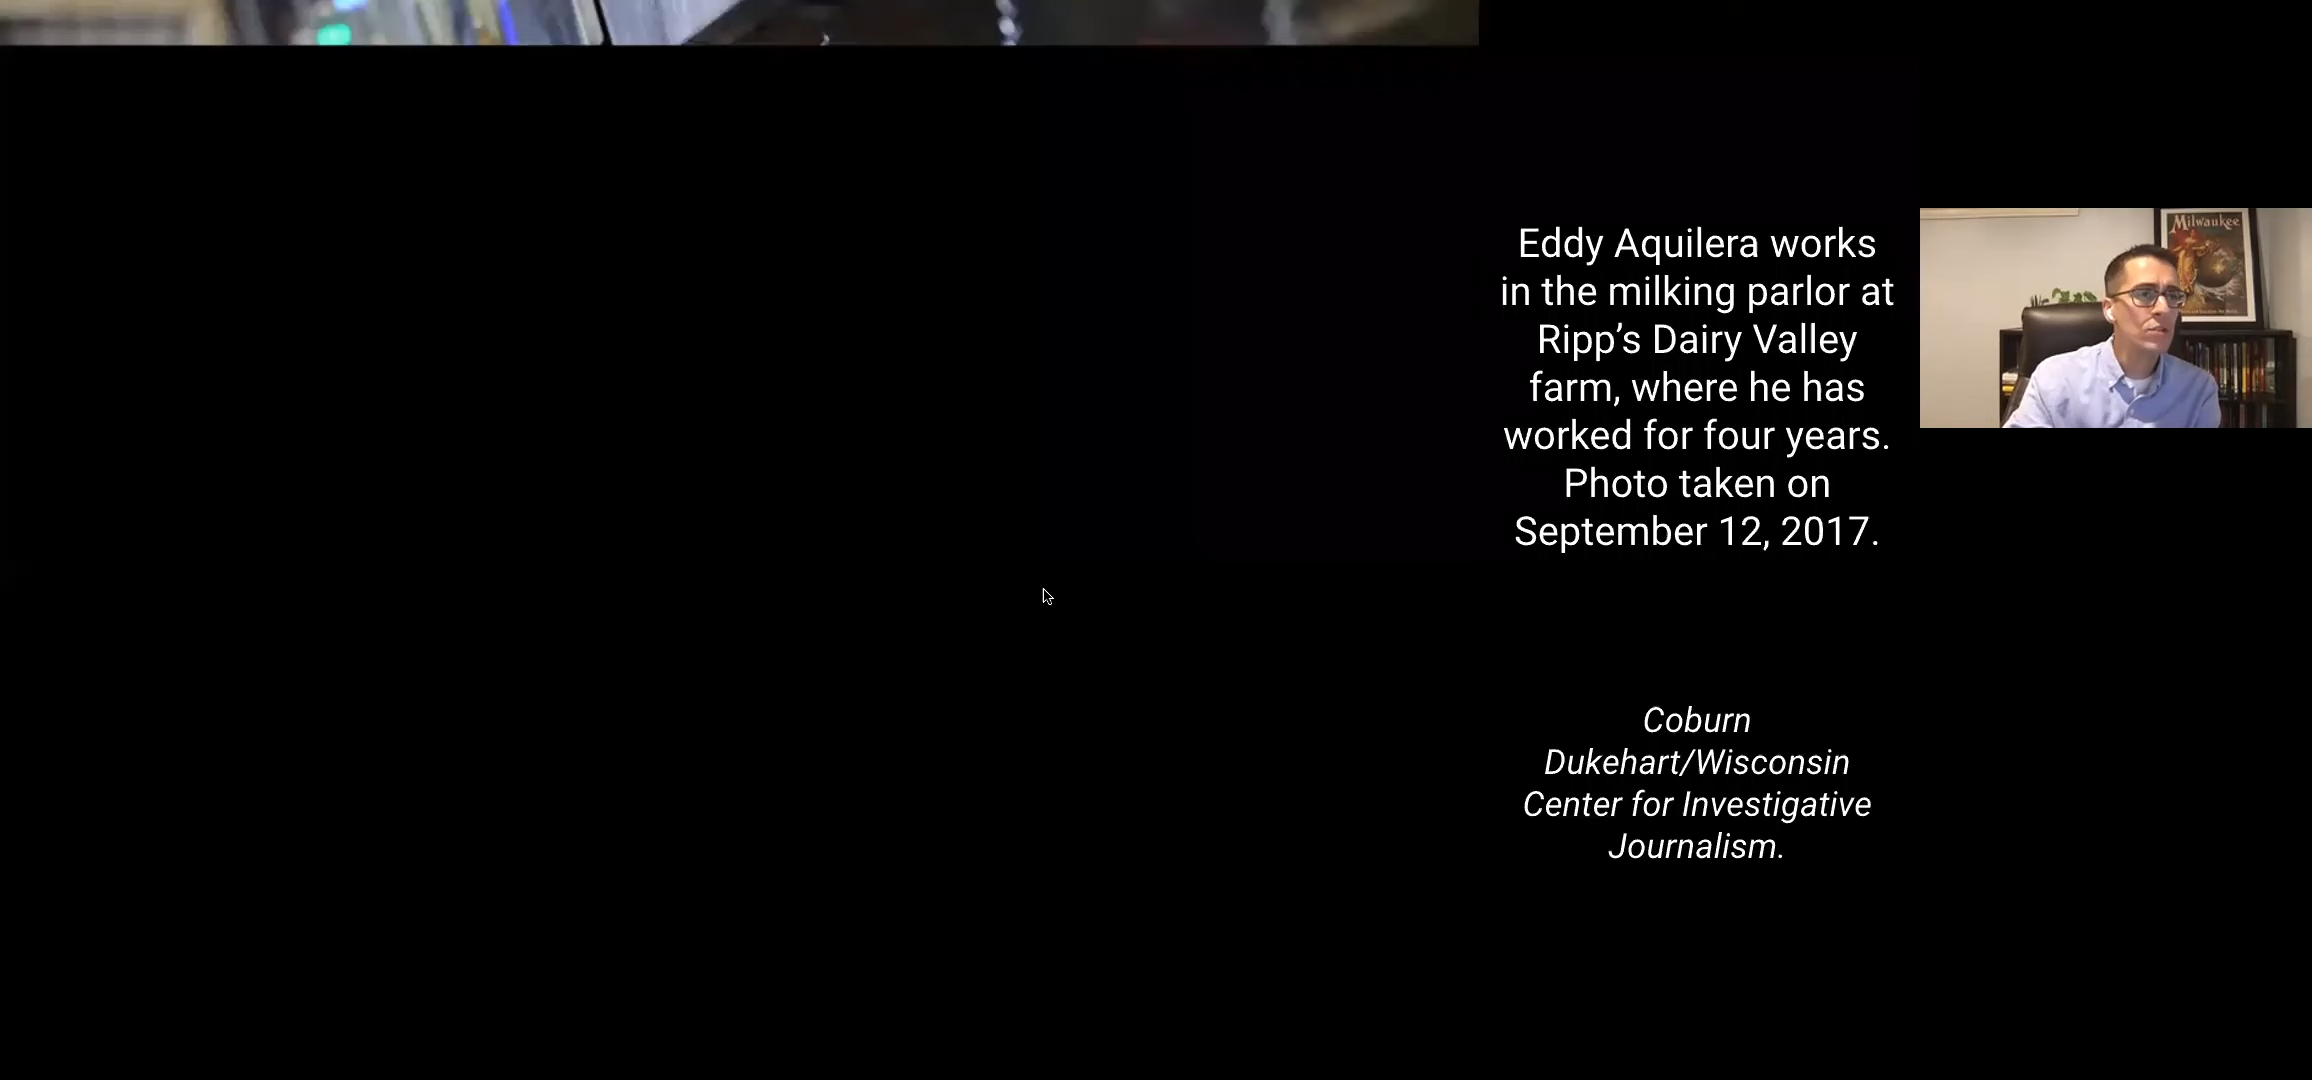 Eddy Aquilera works
in the milking parlor at
Ripp’s Dairy Valley
farm, where he has
worked for four years.
Photo taken on
September 12, 2017.
Coburn
Dukehart/Wisconsin
Center for Investigative
Journalism.
Milwaukee